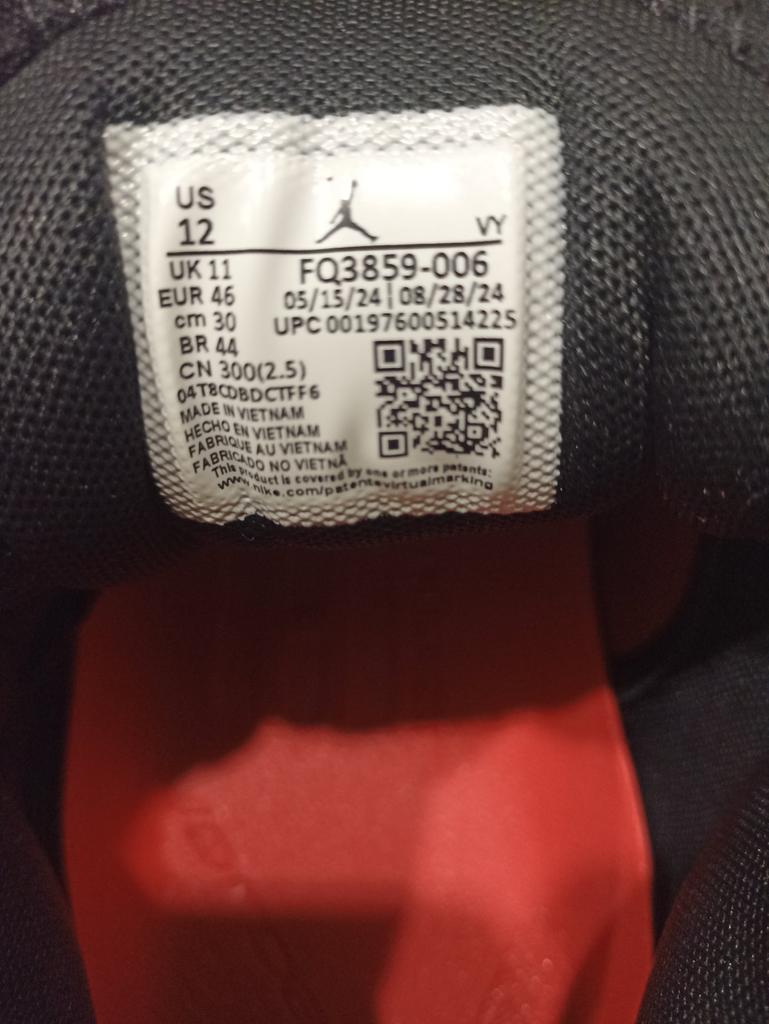 US
12
VY
UK 11
FQ3859-006
EUR 46
05/15/24 | 08/28/24
cm 30
UPC 00197600514225
BR 44
CN 300(2.5)
04T8CDBDCTFF6
MADE IN VIETNAM
HECHO EN VIETNAM
FABRIQUE AU VIETNAM
FABRICADO NO VIETNÃ
This product is covered by one or more patents:
www.nike.com/patentsvirtualmarking